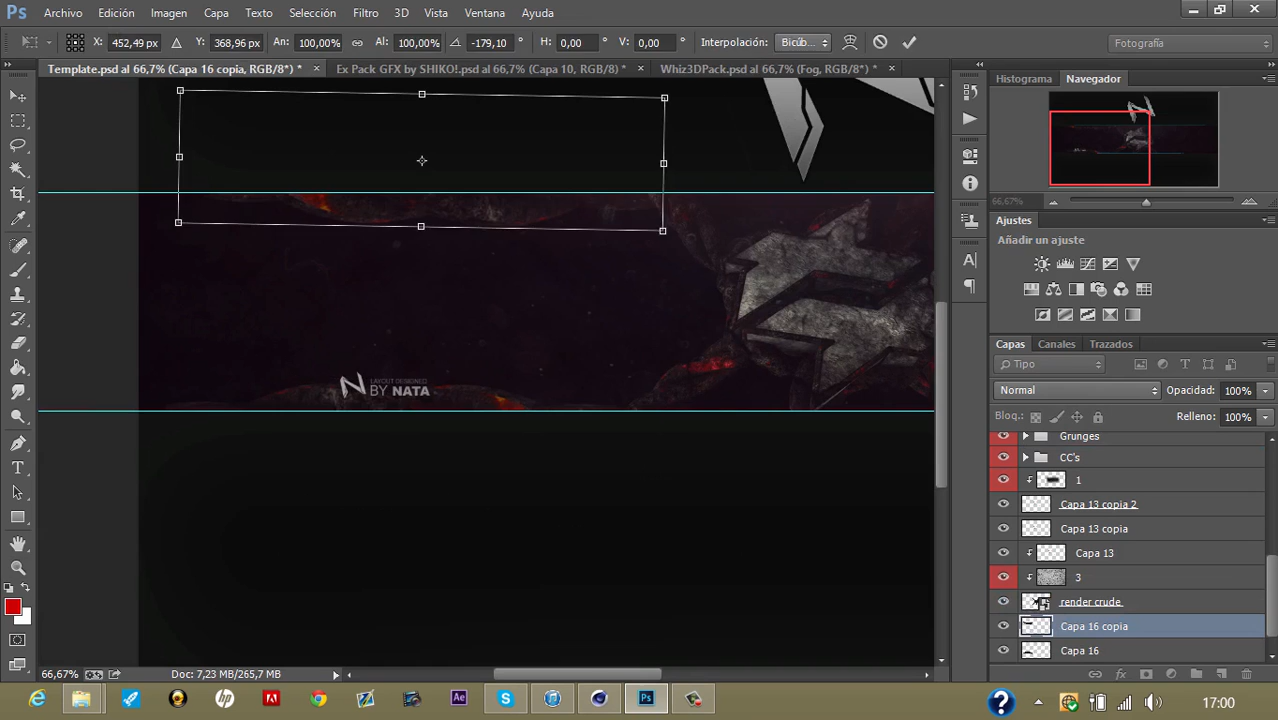 Ps Archivo Edición Imagen Capa Texto Selección Filtro 3D Vista Ventana Ayuda
X: 452,49 px Y: 368,96 px An: 100,00% Al: 100,00% -179,10 ° H: 0,00 ° V: 0,00 ° Interpolación: Bicúb... Fotografía
Template.psd al 66,7% (Capa 16 copia, RGB/8*) * × Ex Pack GFX by SHIKO!.psd al 66,7% (Capa 10, RGB/8) * × Whiz3DPack.psd al 66,7% (Fog, RGB/8*) * ×
Histograma Navegador
66,67%
Ajustes
Añadir un ajuste
Capas Canales Trazados
Tipo
Normal Opacidad: 100%
Bloq.: Relleno: 100%
Grunges
CC's
1
Capa 13 copia 2
Capa 13 copia
Capa 13
3
render crude
Capa 16 copia
Capa 16
N LAYOUT DESIGNED
BY NATA
66,67% Doc: 7,23 MB/265,7 MB
fx
hp Ae Ps 17:00